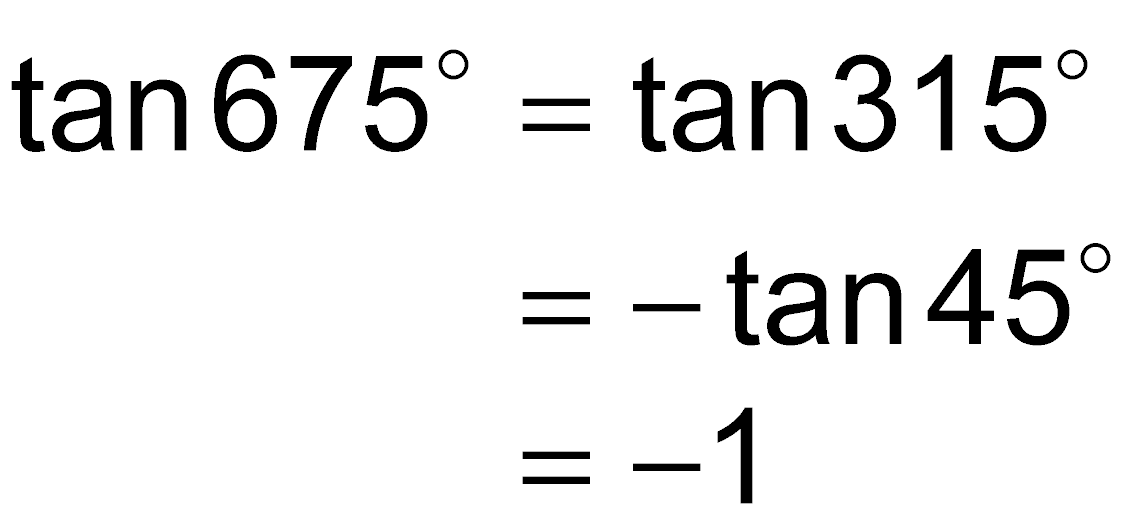 tan 675° = tan 315°
= − tan 45°
= −1